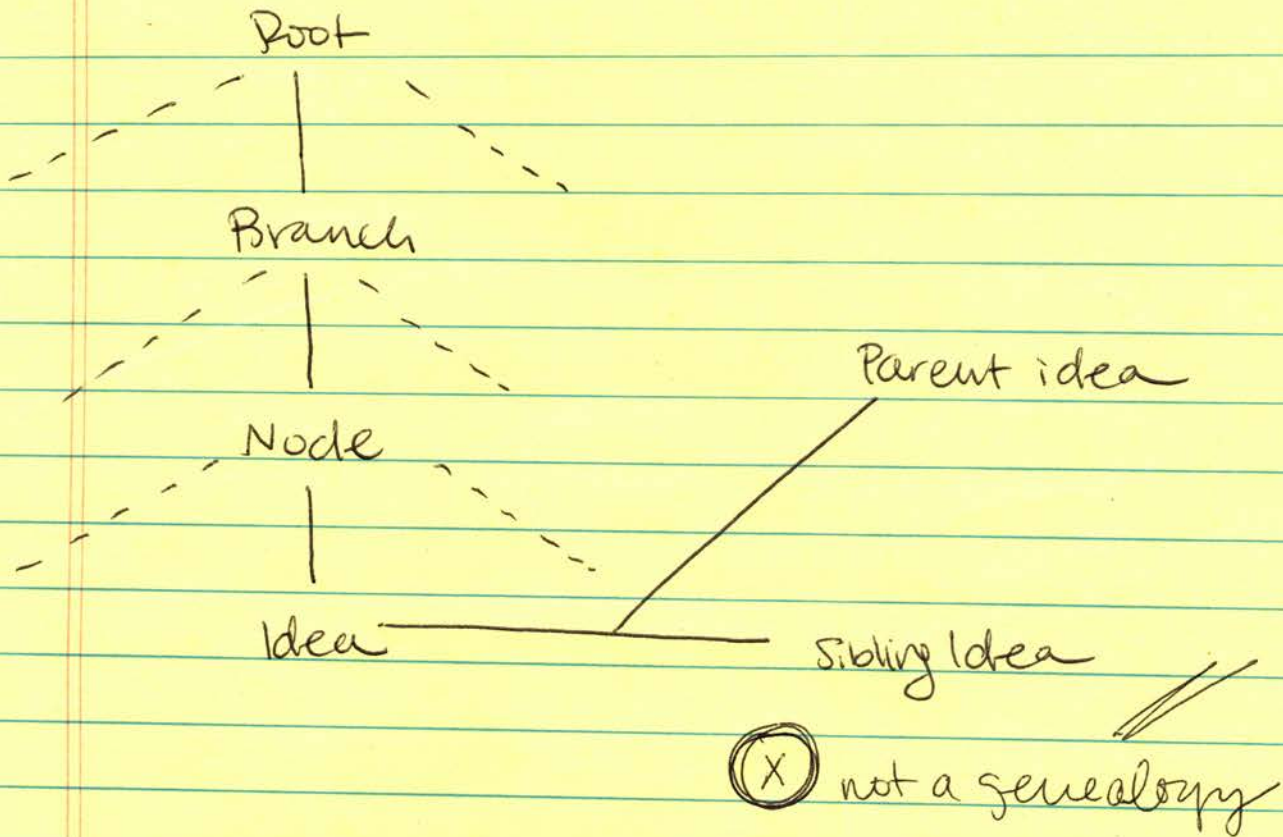 Root
Branch
Parent idea
Node
Idea
Sibling Idea
X not a genealogy